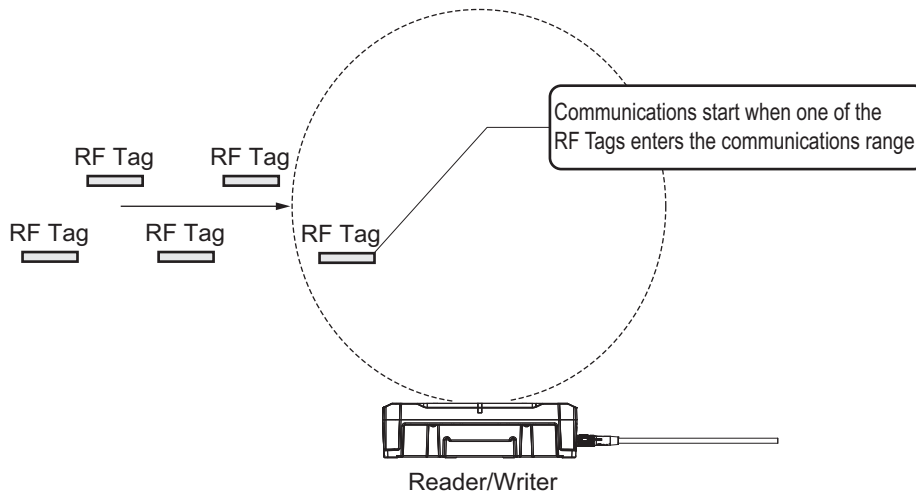 Communications start when one of the
RF Tags enters the communications range
RF Tag
RF Tag
RF Tag
RF Tag
RF Tag
Reader/Writer